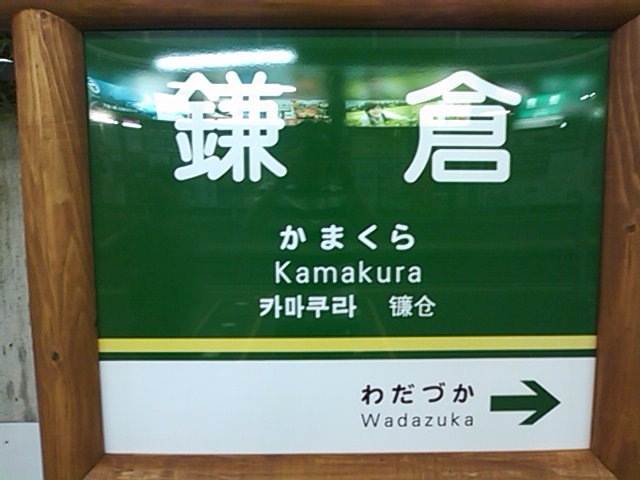 鎌倉
かまくら
Kamakura
카마쿠라 镰仓
わだづか
Wadazuka